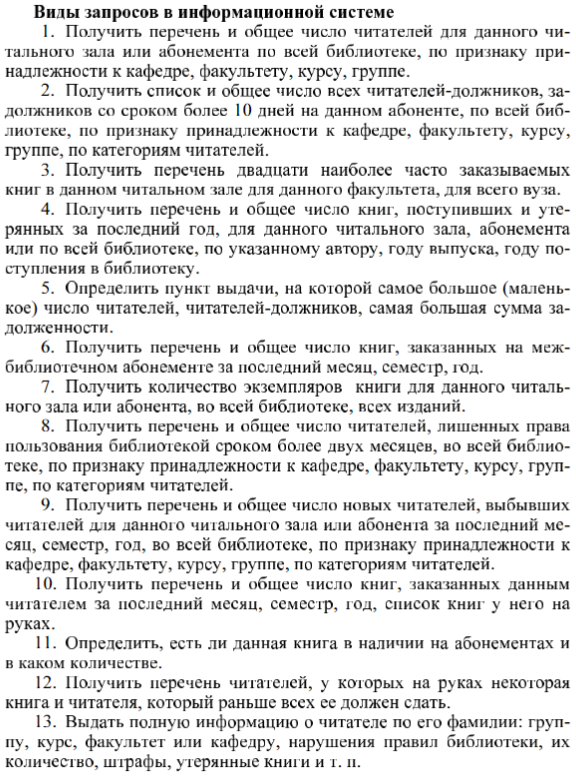 Виды запросов в информационной системе
1. Получить перечень и общее число читателей для данного чи-
тального зала или абонемента по всей библиотеке, по признаку при-
надлежности к кафедре, факультету, курсу, группе.
2. Получить список и общее число всех читателей-должников, за-
должников со сроком более 10 дней на данном абоненте, по всей биб-
лиотеке, по признаку принадлежности к кафедре, факультету, курсу,
группе, по категориям читателей.
3. Получить перечень двадцати наиболее часто заказываемых
книг в данном читальном зале для данного факультета, для всего вуза.
4. Получить перечень и общее число книг, поступивших и уте-
рянных за последний год, для данного читального зала, абонемента
или по всей библиотеке, по указанному автору, году выпуска, году по-
ступления в библиотеку.
5. Определить пункт выдачи, на которой самое большое (малень-
кое) число читателей, читателей-должников, самая большая сумма за-
долженности.
6. Получить перечень и общее число книг, заказанных на меж-
библиотечном абонементе за последний месяц, семестр, год.
7. Получить количество экземпляров книги для данного читаль-
ного зала или абонента, во всей библиотеке, всех изданий.
8. Получить перечень и общее число читателей, лишенных права
пользования библиотекой сроком более двух месяцев, во всей библио-
теке, по признаку принадлежности к кафедре, факультету, курсу, груп-
пе, по категориям читателей.
9. Получить перечень и общее число новых читателей, выбывших
читателей для данного читального зала или абонента за последний ме-
сяц, семестр, год, во всей библиотеке, по признаку принадлежности к
кафедре, факультету, курсу, группе, по категориям читателей.
10. Получить перечень и общее число книг, заказанных данным
читателем за последний месяц, семестр, год, список книг у него на
руках.
11. Определить, есть ли данная книга в наличии на абонементах и
в каком количестве.
12. Получить перечень читателей, у которых на руках некоторая
книга и читателя, который раньше всех ее должен сдать.
13. Выдать полную информацию о читателе по его фамилии: груп-
пу, курс, факультет или кафедру, нарушения правил библиотеки, их
количество, штрафы, утерянные книги и т. п.